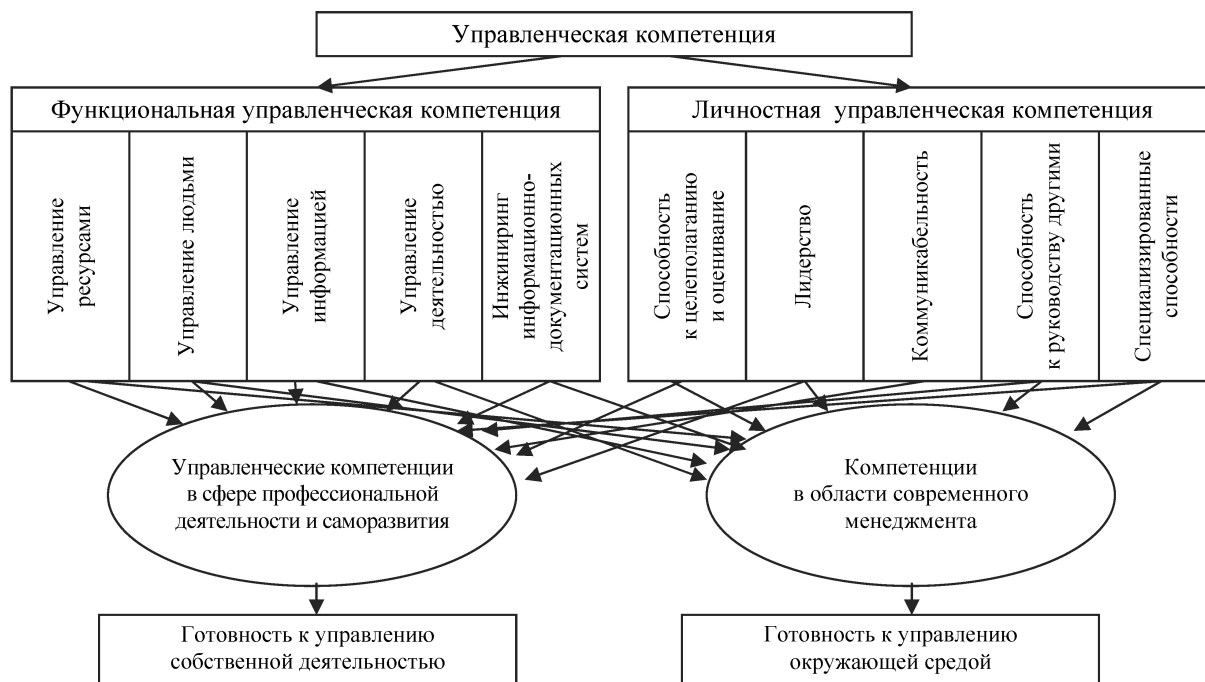 Управленческая компетенция
Функциональная управленческая компетенция
Личностная управленческая компетенция
Управление
ресурсами
Управление людьми
Управление
информацией
Управление
деятельностью
Инжиниринг
информационно-
документационных
систем
Способность
к целеполаганию
и оценивание
Лидерство
Коммуникабельность
Способность
к руководству другими
Специализированные
способности
Управленческие компетенции
в сфере профессиональной
деятельности и саморазвития
Компетенции
в области современного
менеджмента
Готовность к управлению
собственной деятельностью
Готовность к управлению
окружающей средой